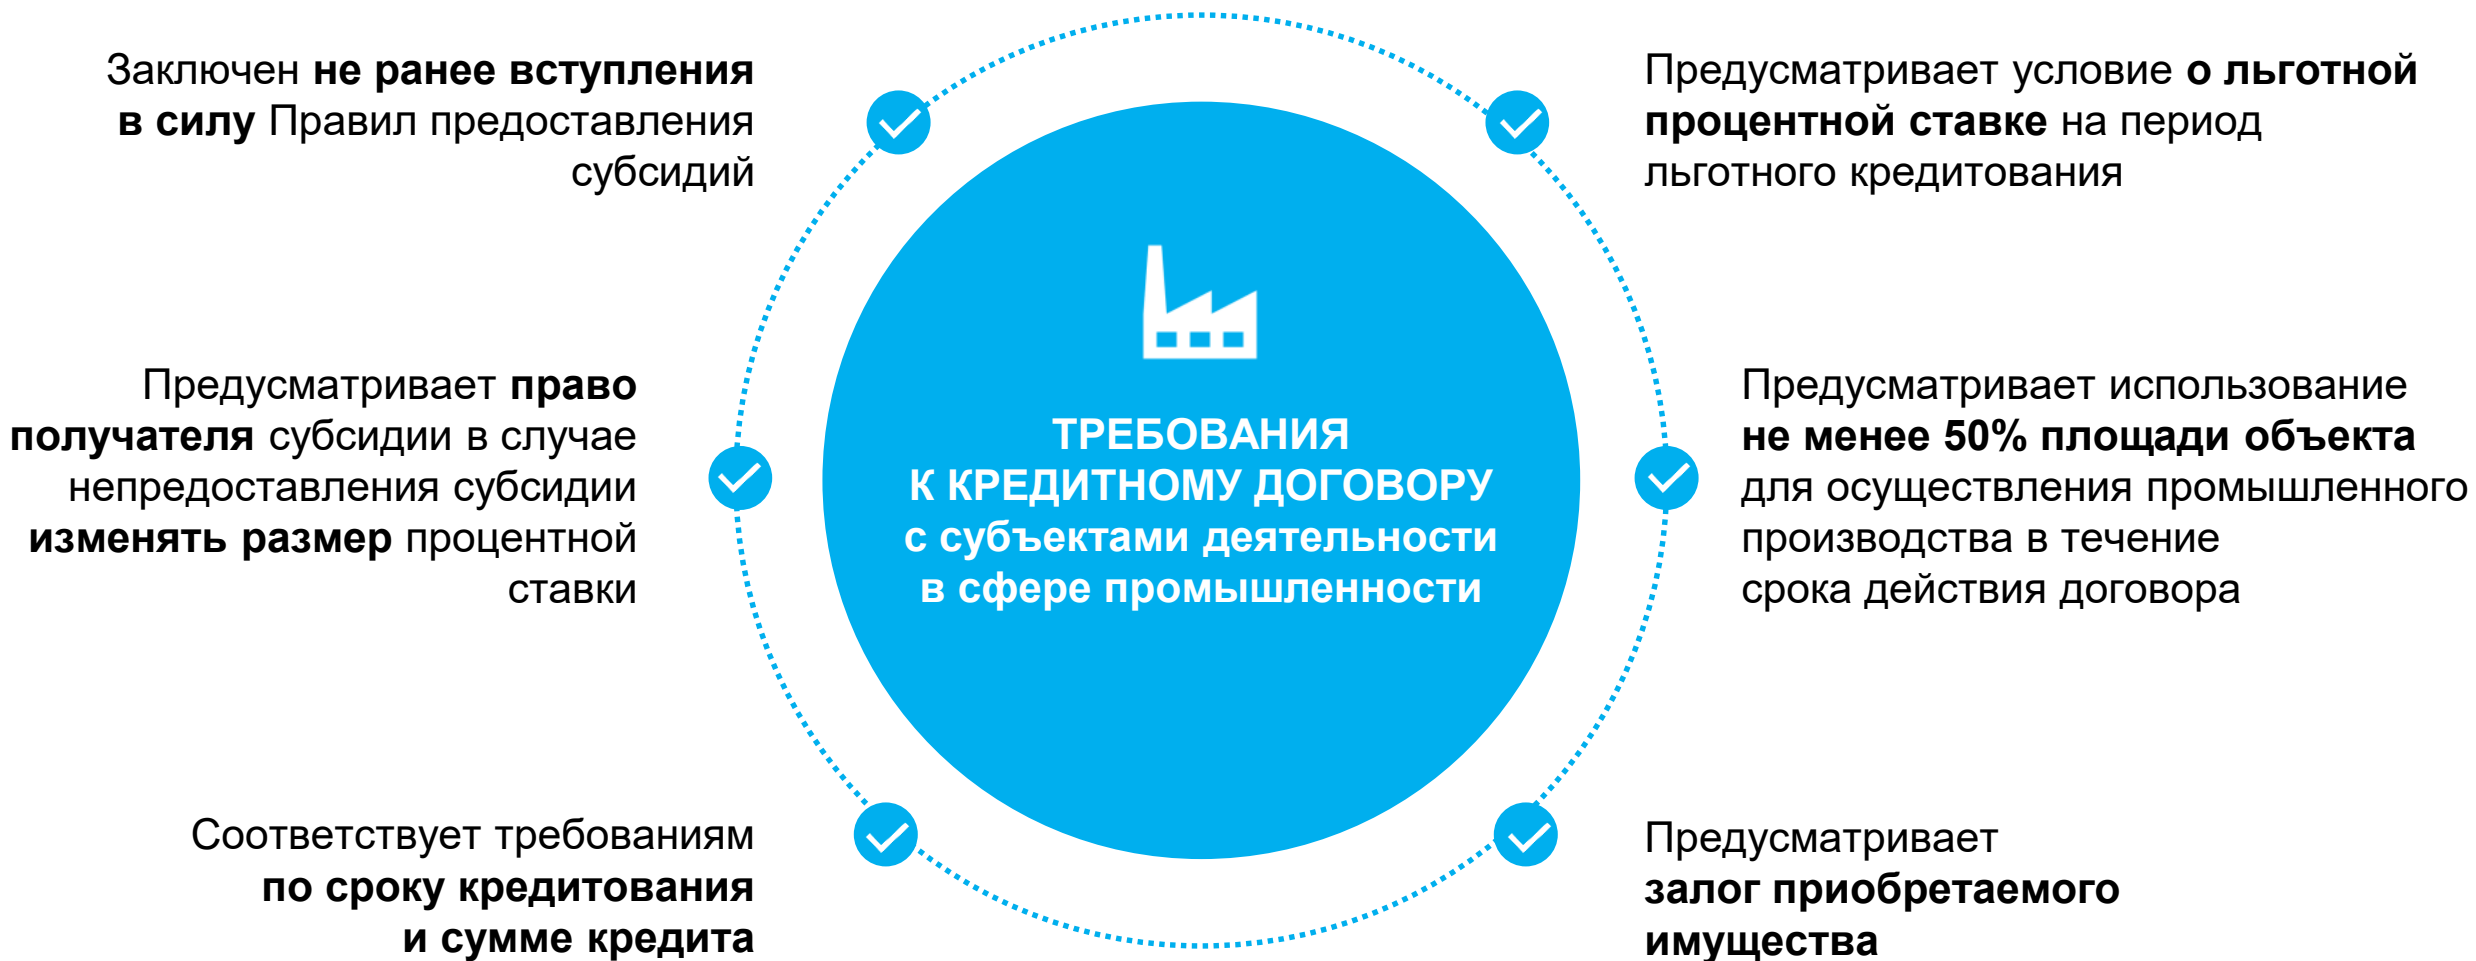 Заключен не ранее вступления
в силу Правил предоставления
субсидий
Предусматривает право
получателя субсидии в случае
непредоставления субсидии
изменять размер процентной
ставки
Соответствует требованиям
по сроку кредитования
и сумме кредита
ТРЕБОВАНИЯ
К КРЕДИТНОМУ ДОГОВОРУ
с субъектами деятельности
в сфере промышленности
Предусматривает условие о льготной
процентной ставке на период
льготного кредитования
Предусматривает использование
не менее 50% площади объекта
для осуществления промышленного
производства в течение
срока действия договора
Предусматривает
залог приобретаемого
имущества